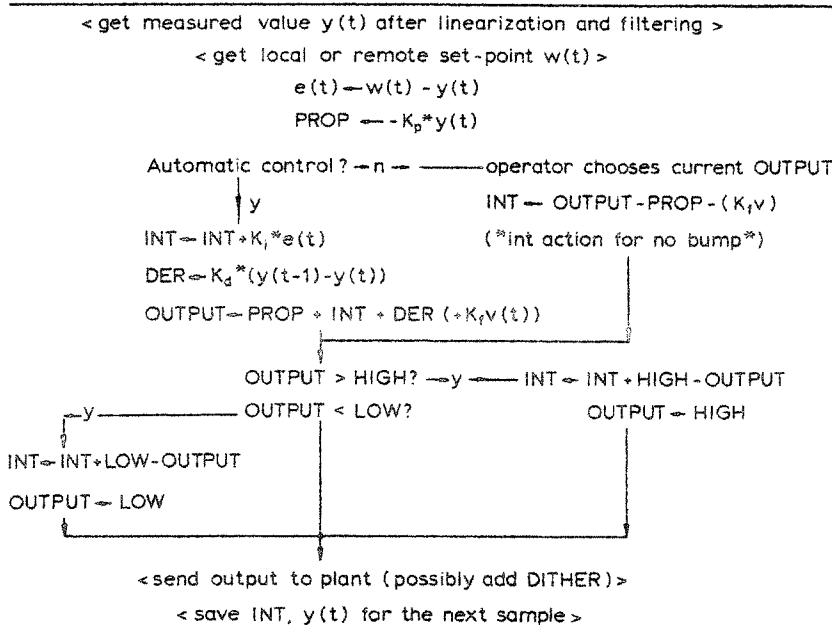 <get measured value y(t) after linearization and filtering>
<get local or remote set-point w(t)>
e(t)←w(t) - y(t)
PROP ← -Kp*y(t)
Automatic control? →n→ operator chooses current OUTPUT
y
INT← OUTPUT-PROP-(Kfv)
INT←INT+Ki*e(t)
(*int action for no bump*)
DER←Kd*(y(t-1)-y(t))
OUTPUT←PROP + INT + DER (+Kfv(t))
OUTPUT > HIGH? →y← INT← INT+HIGH-OUTPUT
y OUTPUT < LOW? OUTPUT← HIGH
INT←INT+LOW-OUTPUT
OUTPUT← LOW
<send output to plant (possibly add DITHER)>
<save INT, y(t) for the next sample>